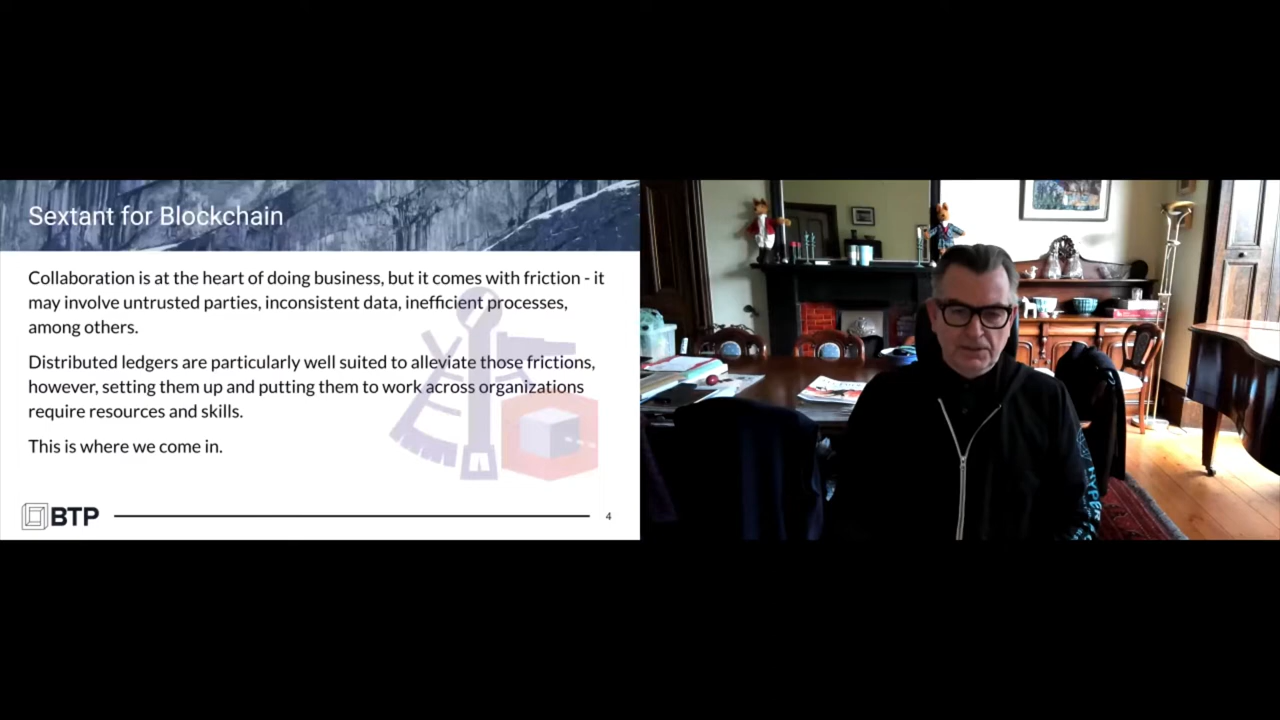 Sextant for Blockchain
Collaboration is at the heart of doing business, but it comes with friction - it
may involve untrusted parties, inconsistent data, inefficient processes,
among others.
Distributed ledgers are particularly well suited to alleviate those frictions,
however, setting them up and putting them to work across organizations
require resources and skills.
This is where we come in.
BTP
4